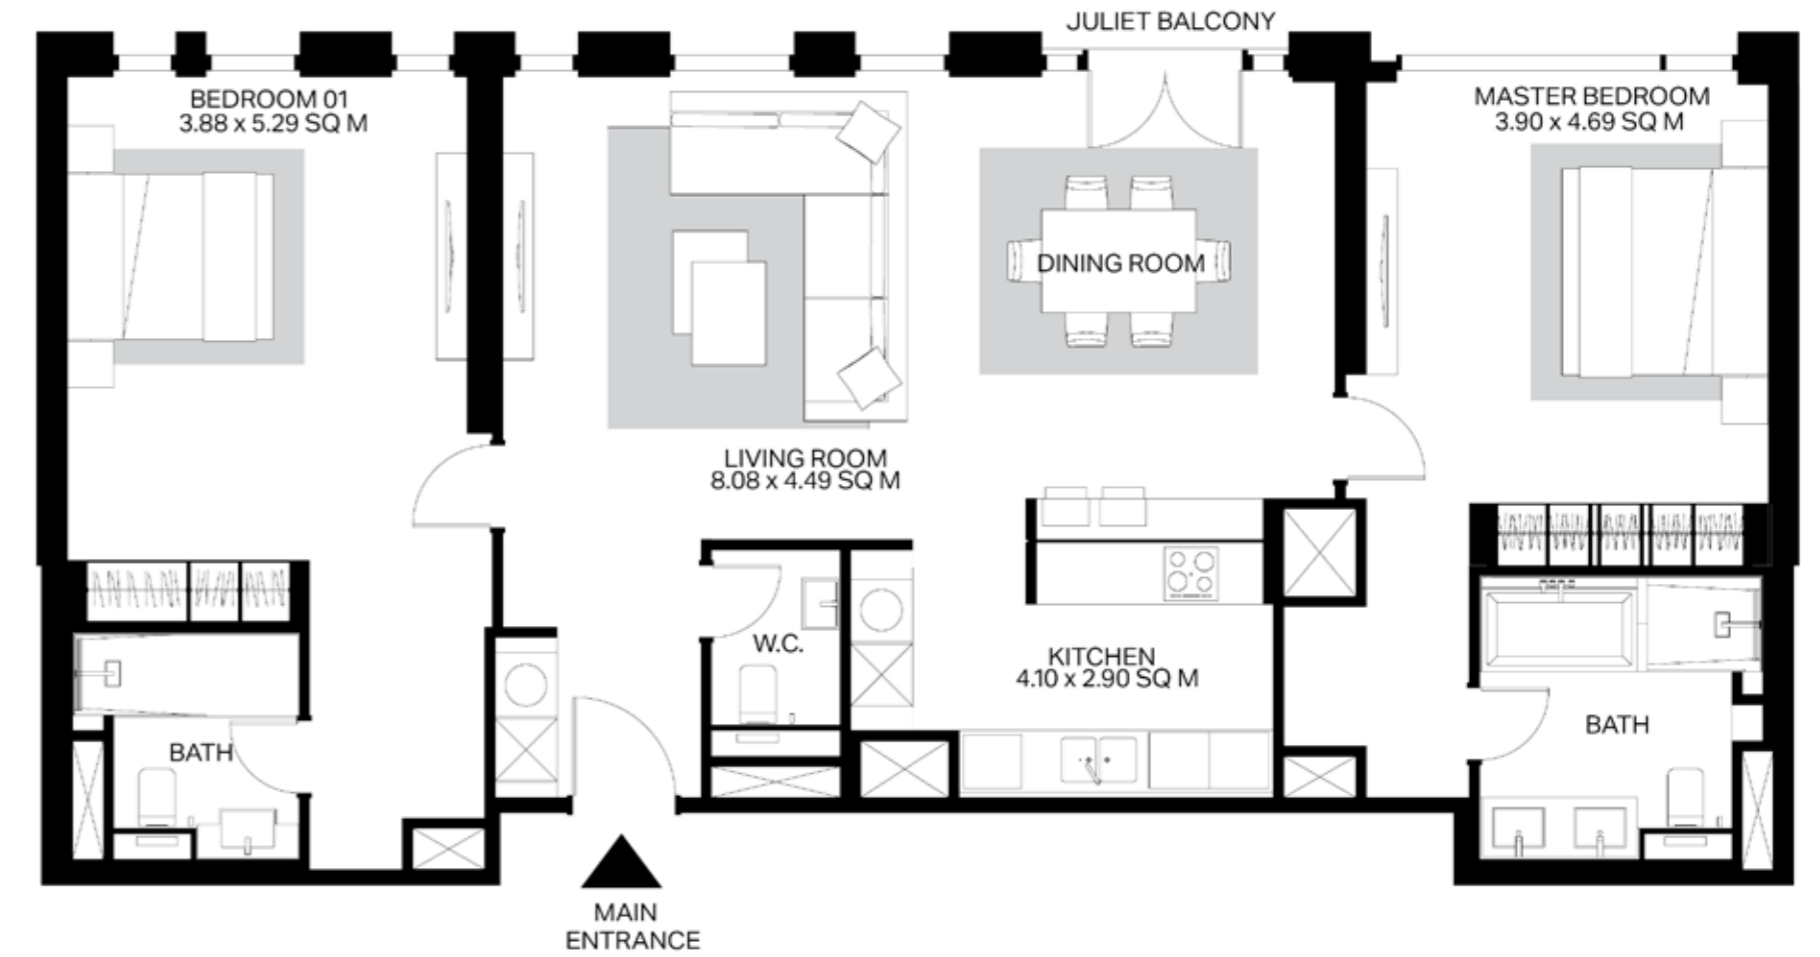 JULIET BALCONY
BEDROOM 01
3.88 x 5.29 SQ M
MASTER BEDROOM
3.90 x 4.69 SQ M
DINING ROOM
LIVING ROOM
8.08 x 4.49 SQ M
W.C.
KITCHEN
4.10 x 2.90 SQ M
BATH
BATH
MAIN
ENTRANCE